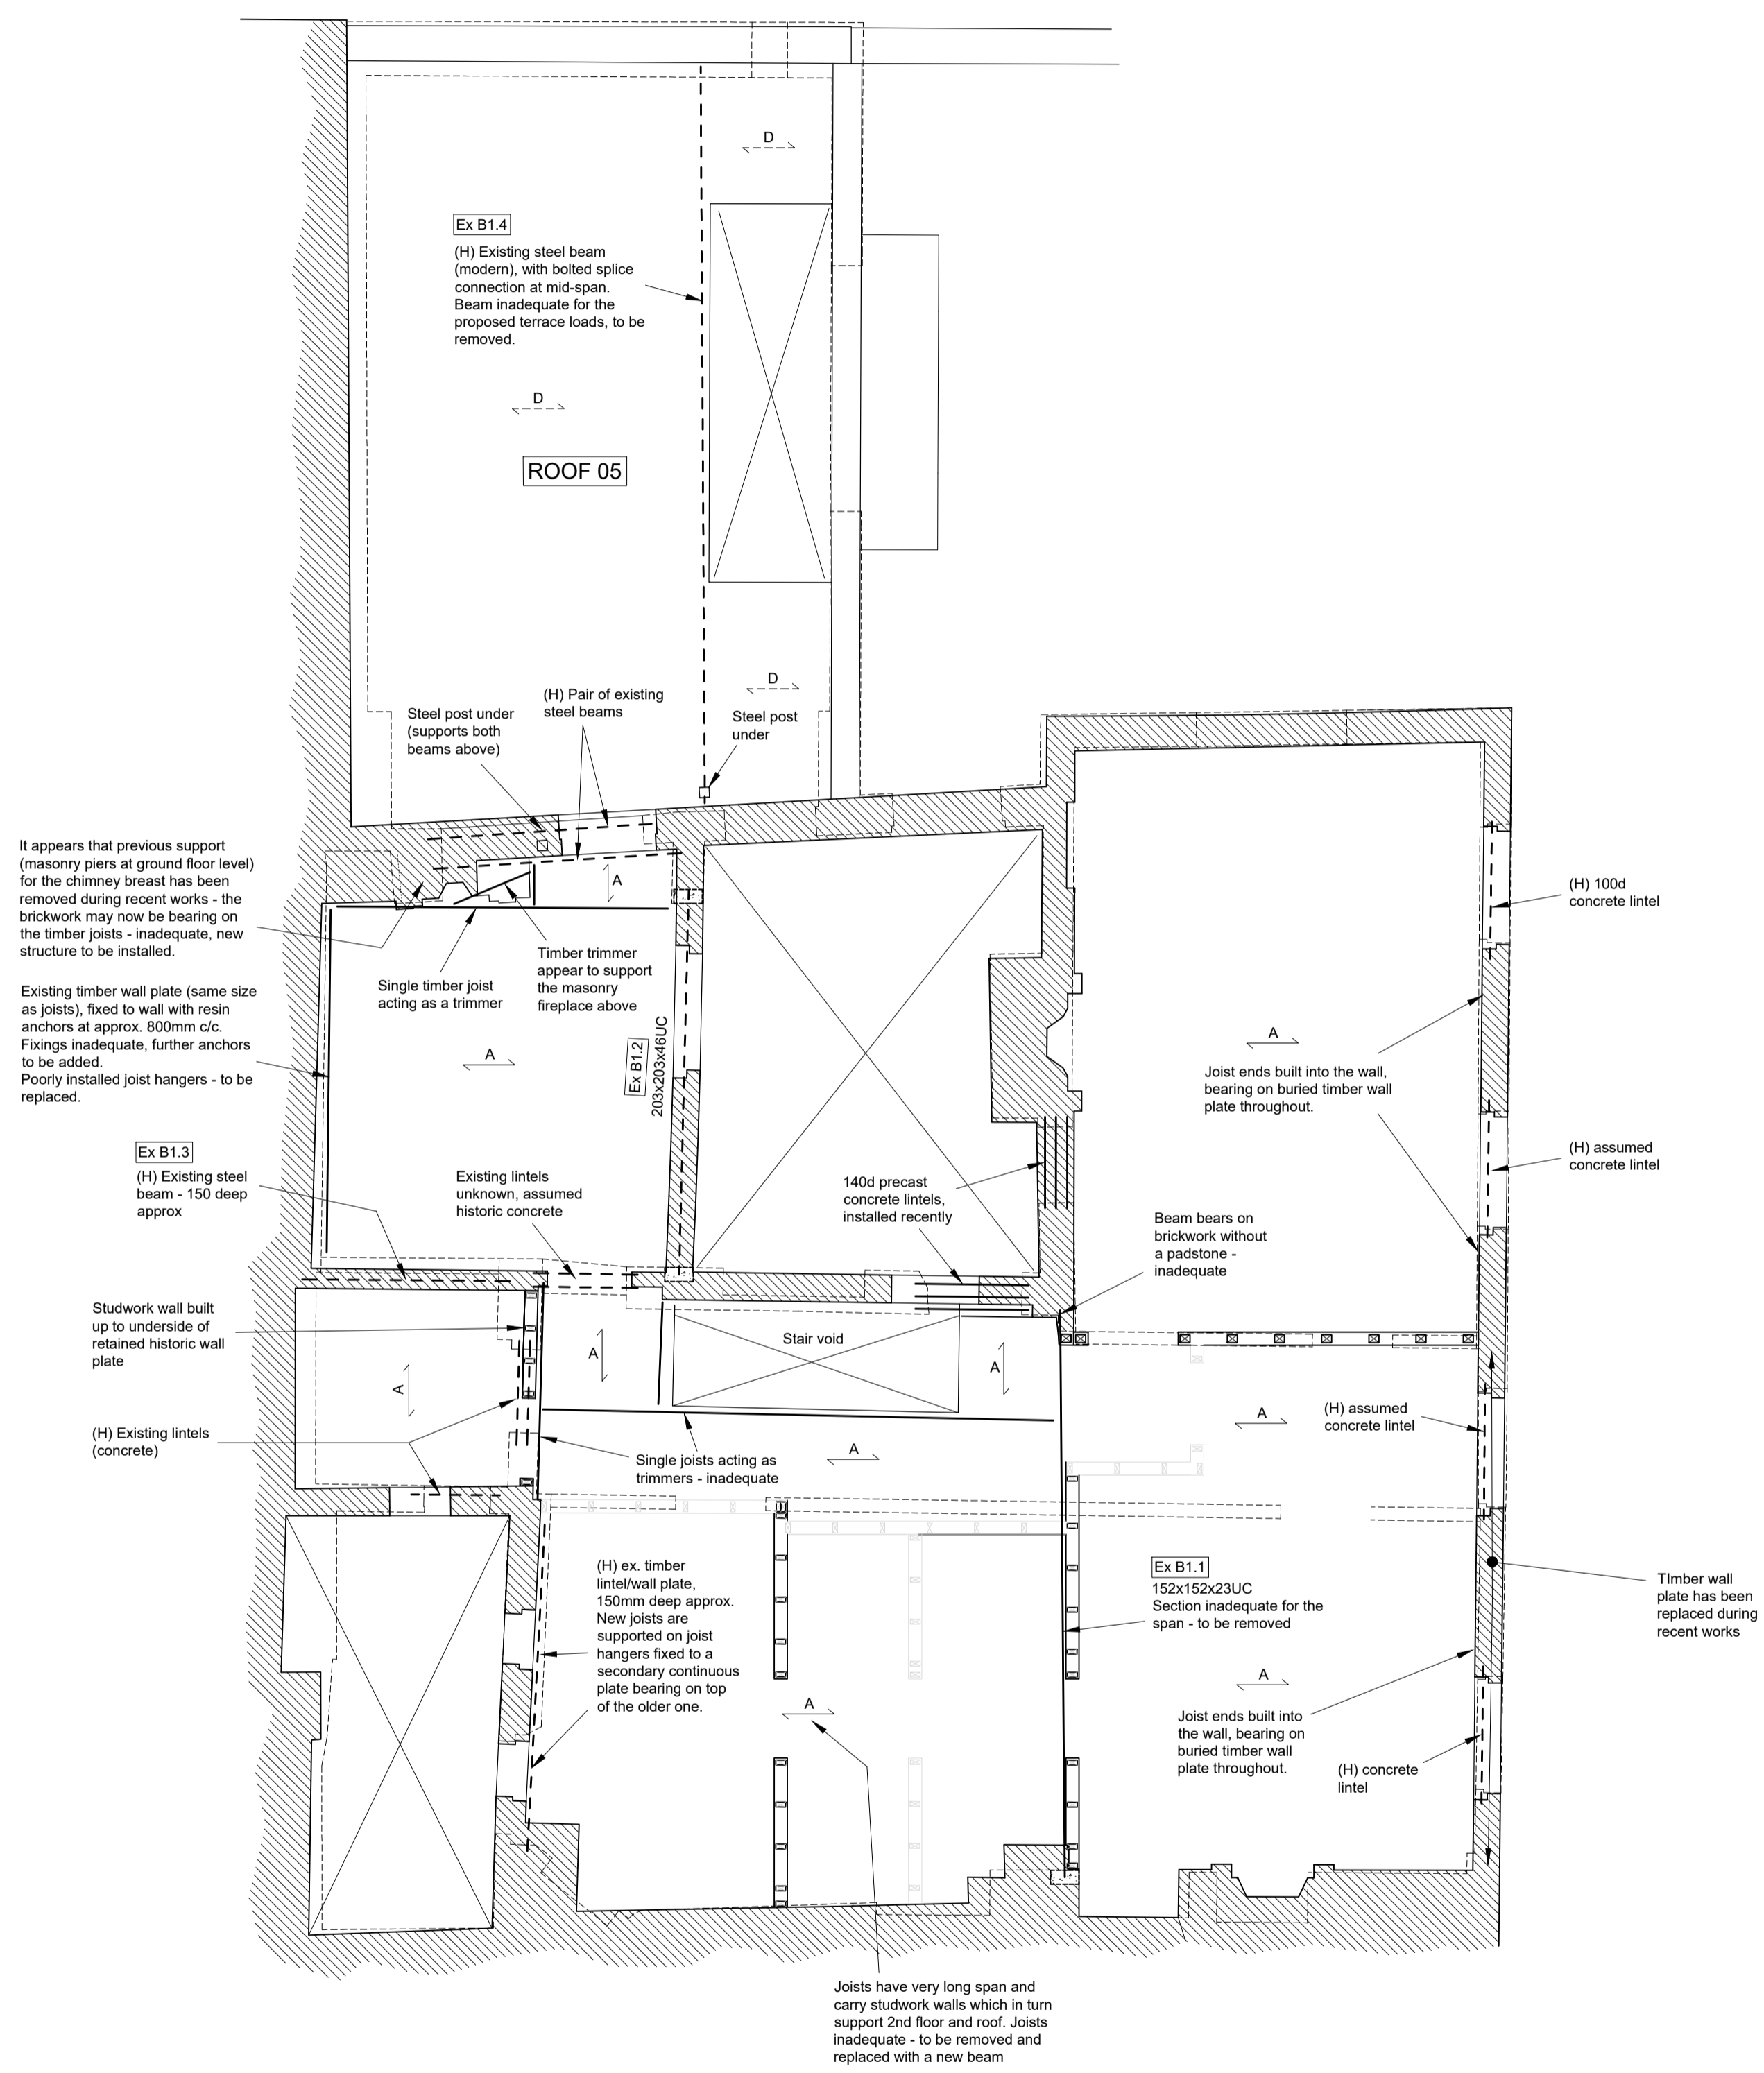 D
Ex B1.4
(H) Existing steel beam
(modern), with bolted splice
connection at mid-span.
Beam inadequate for the
proposed terrace loads, to be
removed.
D
ROOF 05
D
(H) Pair of existing
steel beams
Steel post under
(supports both
beams above)
Steel post
under
It appears that previous support
(masonry piers at ground floor level)
for the chimney breast has been
removed during recent works - the
brickwork may now be bearing on
the timber joists - inadequate, new
structure to be installed.
A
(H) 100d
concrete lintel
Timber trimmer
appear to support
the masonry
fireplace above
Single timber joist
acting as a trimmer
Existing timber wall plate (same size
as joists), fixed to wall with resin
anchors at approx. 800mm c/c.
Fixings inadequate, further anchors
to be added.
Poorly installed joist hangers - to be
replaced.
A
Ex B1.2
203x203x46UC
A
Joist ends built into the wall,
bearing on buried timber wall
plate throughout.
Ex B1.3
(H) Existing steel
beam - 150 deep
approx
Existing lintels
unknown, assumed
historic concrete
140d precast
concrete lintels,
installed recently
(H) assumed
concrete lintel
Beam bears on
brickwork without
a padstone -
inadequate
Studwork wall built
up to underside of
retained historic wall
plate
Stair void
A
A
A
(H) Existing lintels
(concrete)
A
(H) assumed
concrete lintel
Single joists acting as
trimmers - inadequate
A
(H) ex. timber
lintel/wall plate,
150mm deep approx.
New joists are
supported on joist
hangers fixed to a
secondary continuous
plate bearing on top
of the older one.
Ex B1.1
152x152x23UC
Section inadequate for the
span - to be removed
TImber wall
plate has been
replaced during
recent works
A
A
Joist ends built into
the wall, bearing on
buried timber wall
plate throughout.
(H) concrete
lintel
Joists have very long span and
carry studwork walls which in turn
support 2nd floor and roof. Joists
inadequate - to be removed and
replaced with a new beam